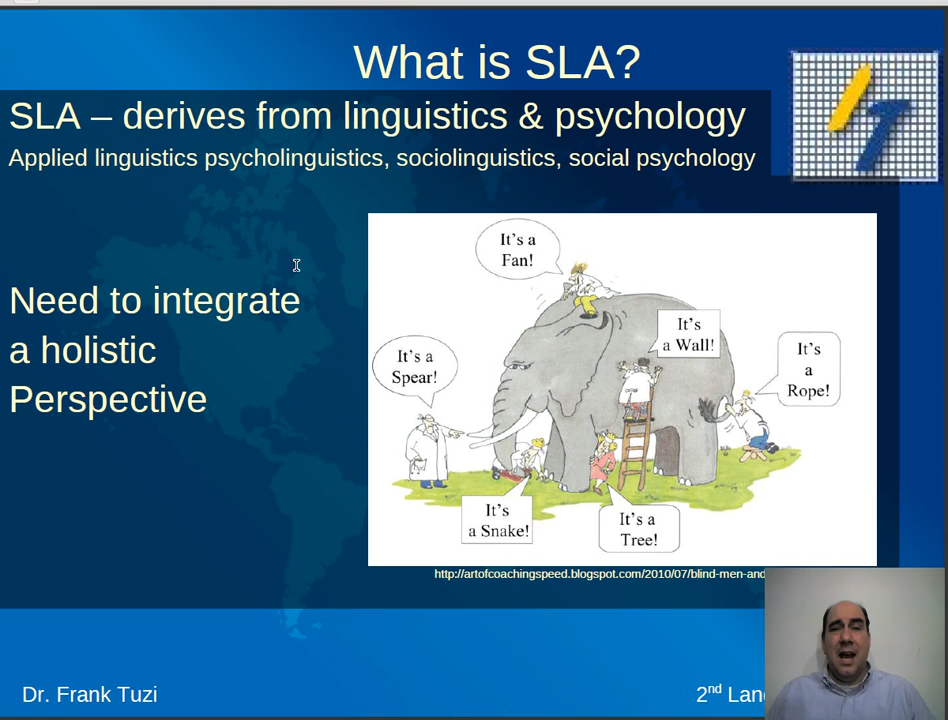 What is SLA?
SLA – derives from linguistics & psychology
Applied linguistics psycholinguistics, sociolinguistics, social psychology
Need to integrate
a holistic
Perspective
It's a
Fan!
It's
a Wall!
It's a
Spear!
It's
a
Rope!
It's
a Snake!
It's a
Tree!
http://artofcoachingspeed.blogspot.com/2010/07/blind-men-and
Dr. Frank Tuzi
2nd